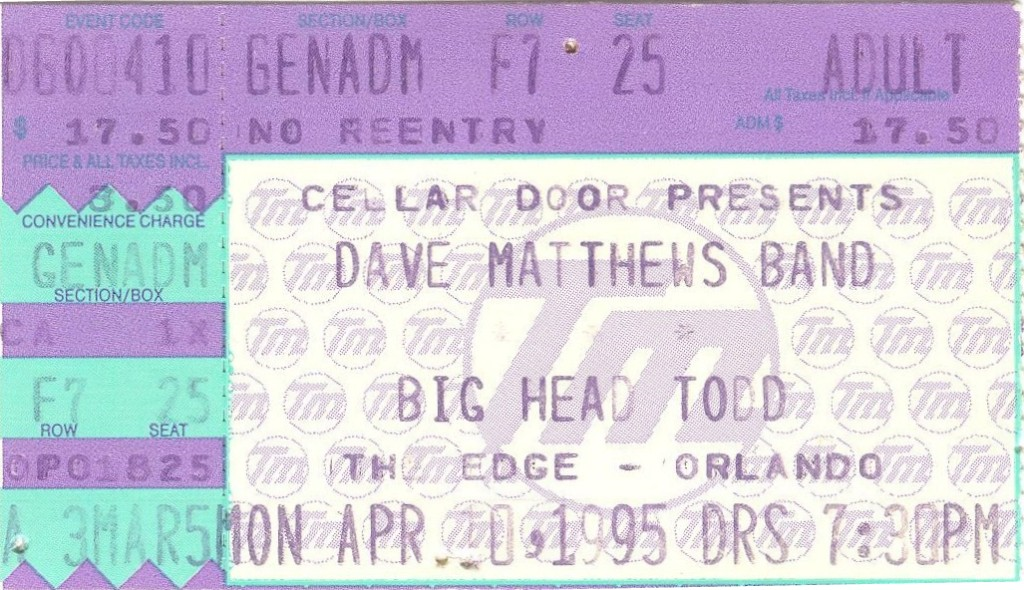 EVENT CODE SECTION/BOX ROW SEAT
GENADM F7 25 ADULT
All Taxes Incl. If Applicable
$ 17.50 NO REENTRY ADM $ 17.50
PRICE & ALL TAXES INCL.
3.50
CONVENIENCE CHARGE
GENADM
SECTION/BOX
CA 1X
F7 25
ROW SEAT
0P01825
A 3MAR5
CELLAR DOOR PRESENTS
DAVE MATTHEWS BAND
*
BIG HEAD TODD
THE EDGE - ORLANDO
MON APR 10,1995 DRS 7:30PM